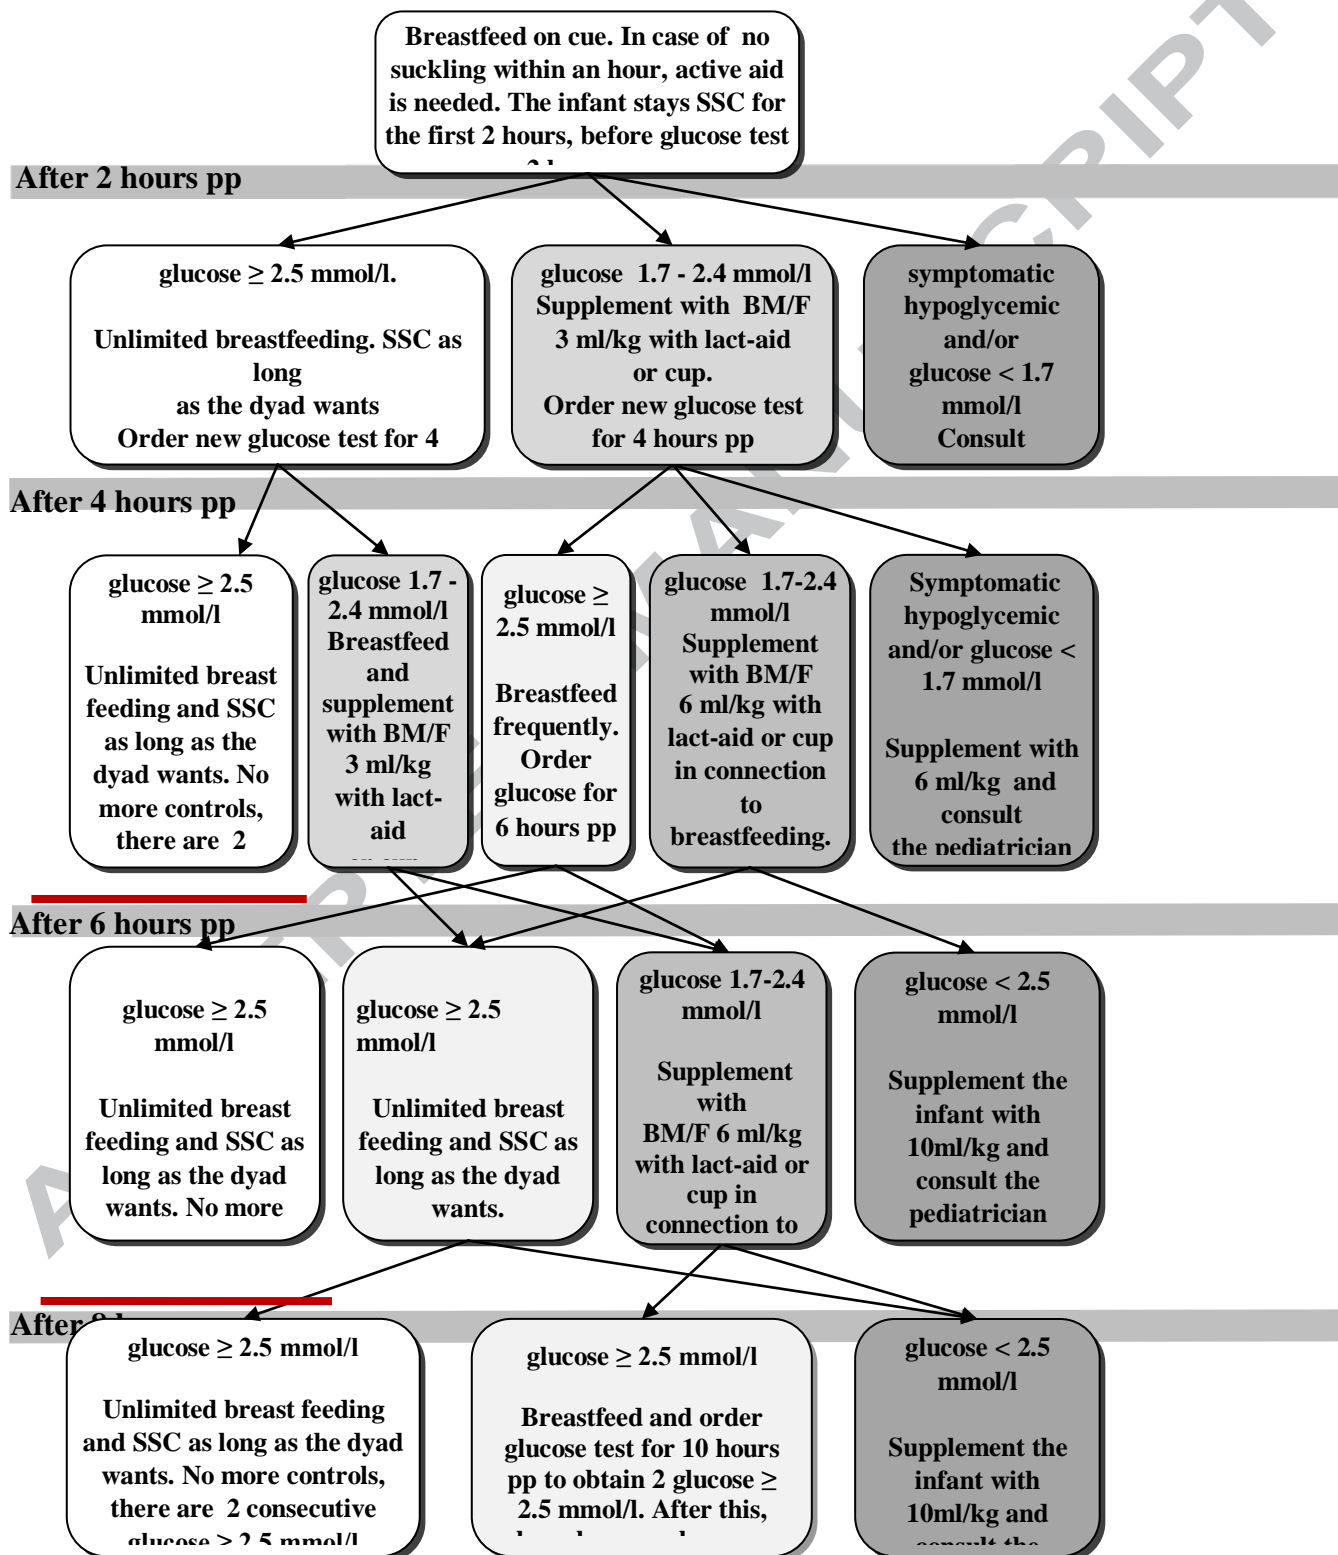 Breastfeed on cue. In case of no
suckling within an hour, active aid
is needed. The infant stays SSC for
the first 2 hours, before glucose test
After 2 hours pp
glucose ≥ 2.5 mmol/l.
Unlimited breastfeeding. SSC as
long
as the dyad wants
Order new glucose test for 4
glucose 1.7 - 2.4 mmol/l
Supplement with BM/F
3 ml/kg with lact-aid
or cup.
Order new glucose test
for 4 hours pp
symptomatic
hypoglycemic
and/or
glucose < 1.7
mmol/l
Consult
After 4 hours pp
glucose ≥ 2.5
mmol/l
Unlimited breast
feeding and SSC
as long as the
dyad wants. No
more controls,
there are 2
glucose 1.7 -
2.4 mmol/l
Breastfeed
and
supplement
with BM/F
3 ml/kg
with lact-
aid
glucose ≥
2.5 mmol/l
Breastfeed
frequently.
Order
glucose for
6 hours pp
glucose 1.7-2.4
mmol/l
Supplement
with BM/F
6 ml/kg with
lact-aid or cup
in connection
to
breastfeeding.
Symptomatic
hypoglycemic
and/or glucose <
1.7 mmol/l
Supplement with
6 ml/kg and
consult
the pediatrician
After 6 hours pp
glucose ≥ 2.5
mmol/l
Unlimited breast
feeding and SSC as
long as the dyad
wants. No more
glucose ≥ 2.5
mmol/l
Unlimited breast
feeding and SSC as
long as the dyad
wants.
glucose 1.7-2.4
mmol/l
Supplement
with
BM/F 6 ml/kg
with lact-aid or
cup in
connection to
glucose < 2.5
mmol/l
Supplement the
infant with
10ml/kg and
consult the
pediatrician
After
glucose ≥ 2.5 mmol/l
Unlimited breast feeding
and SSC as long as the dyad
wants. No more controls,
there are 2 consecutive
glucose ≥ 2.5 mmol/l
glucose ≥ 2.5 mmol/l
Breastfeed and order
glucose test for 10 hours
pp to obtain 2 glucose ≥
2.5 mmol/l. After this,
glucose < 2.5
mmol/l
Supplement the
infant with
10ml/kg and
consult the